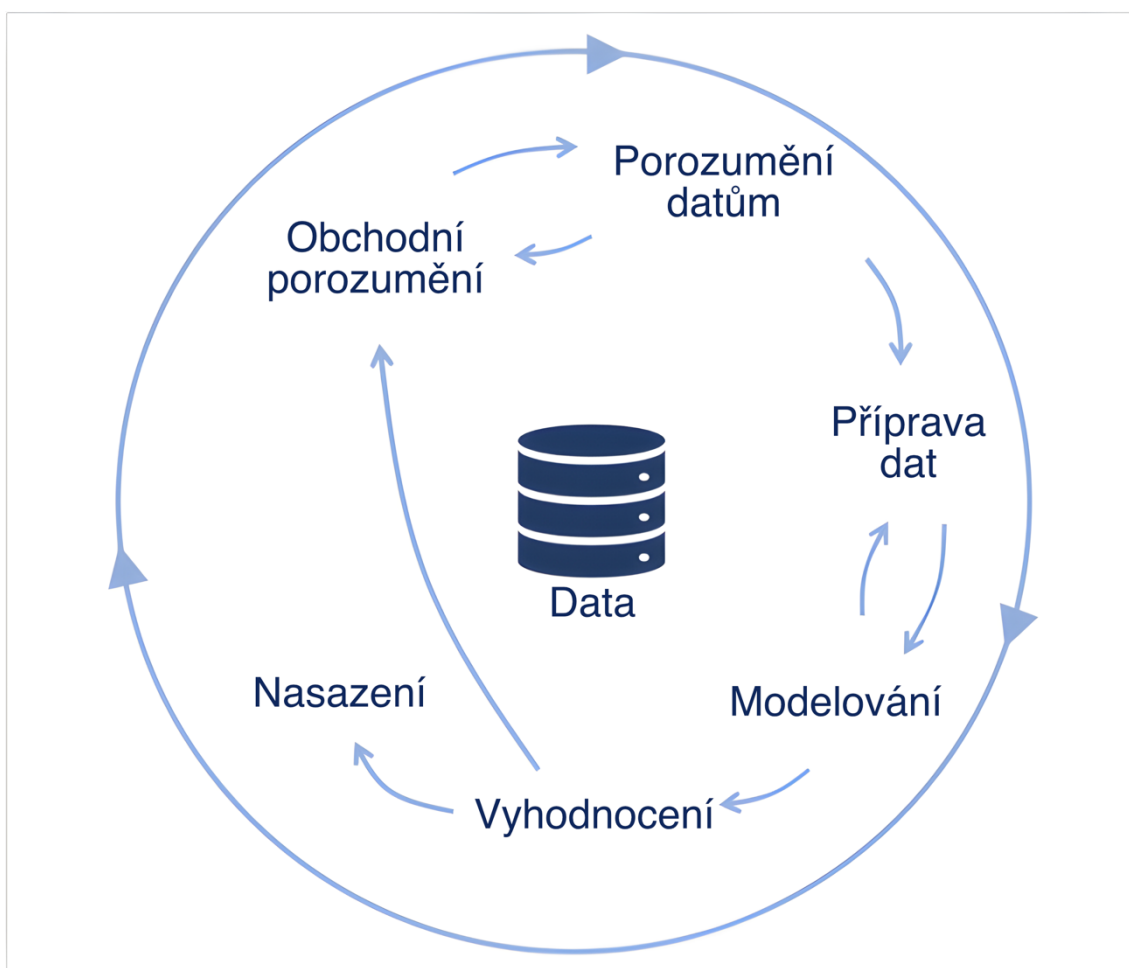 Porozumění
datům
Obchodní
porozumění
Příprava
dat
Data
Nasazení
Modelování
Vyhodnocení